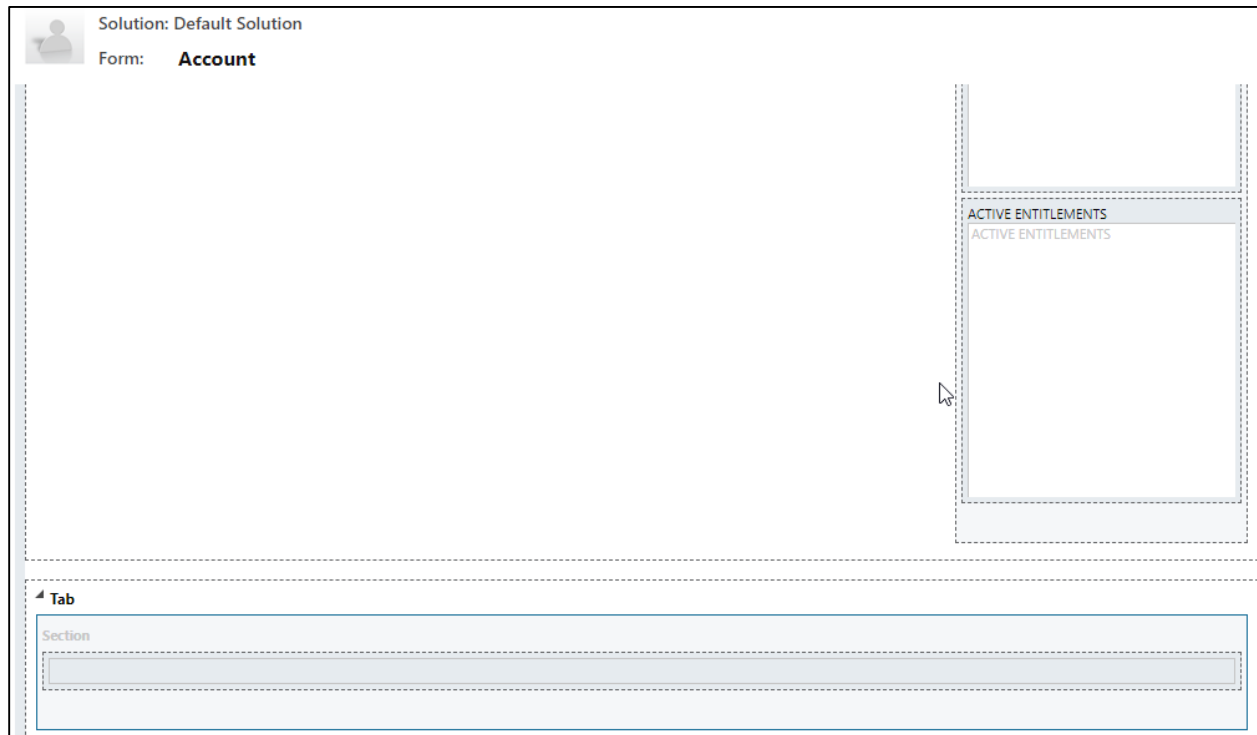 Solution: Default Solution
Form: Account
ACTIVE ENTITLEMENTS
ACTIVE ENTITLEMENTS
Tab
Section